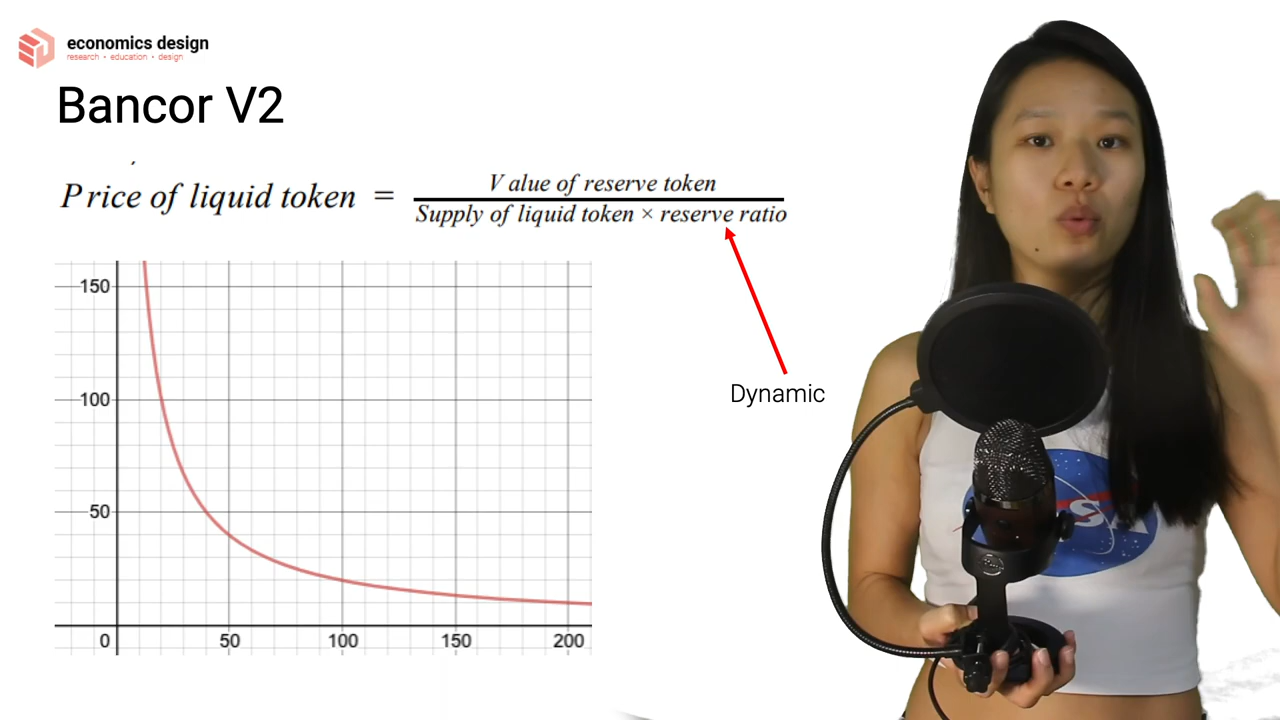 economics design
research • education • design
Bancor V2
Price of liquid token = Value of reserve token
Supply of liquid token × reserve ratio
150
100
50
0 50 100 150 200
Dynamic
SA